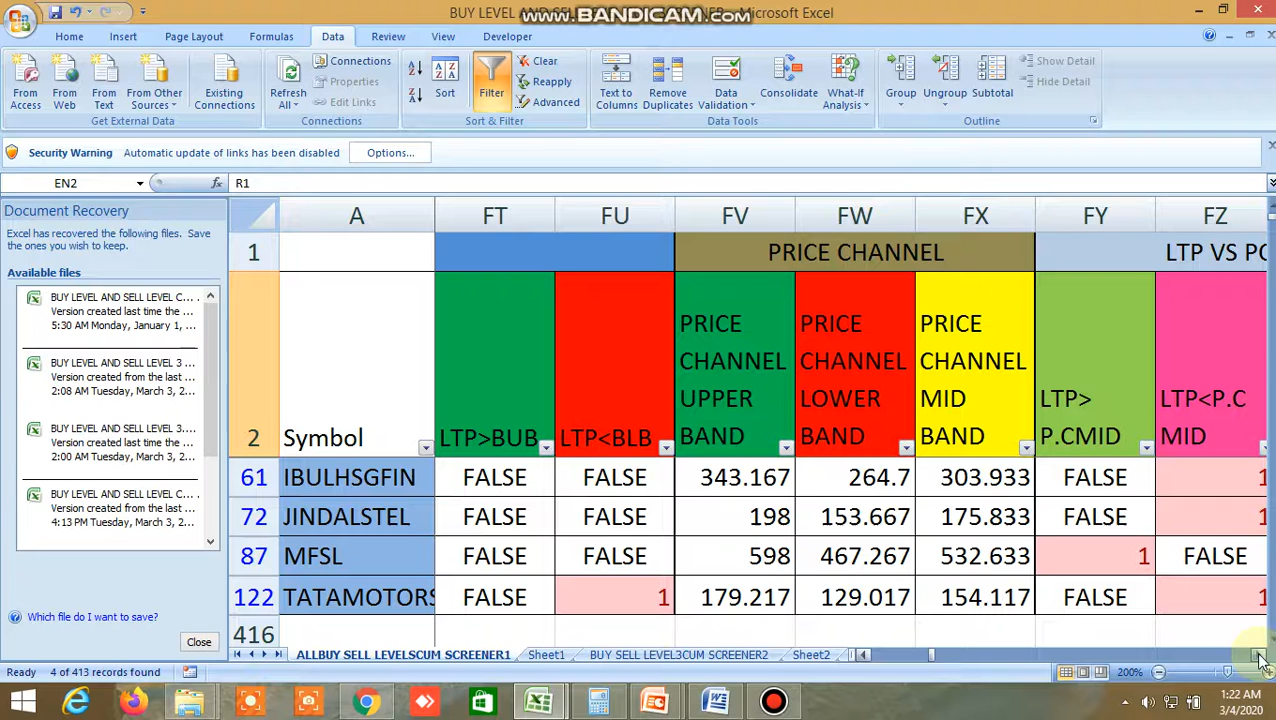 BUY LEVEL AND SELL LEVEL
www.BANDICAM.com
Microsoft Excel
Home Insert Page Layout Formulas Data Review View Developer
From Access
From Web
From Text
From Other Sources
Existing Connections
Refresh All
Connections
Properties
Edit Links
Sort
Filter
Clear
Reapply
Advanced
Text to Columns
Remove Duplicates
Data Validation
Consolidate
What-If Analysis
Group
Ungroup
Subtotal
Show Detail
Hide Detail
Get External Data Connections Sort & Filter Data Tools Outline
Security Warning Automatic update of links has been disabled Options...
EN2 fx R1
Document Recovery
Excel has recovered the following files. Save the ones you wish to keep.
Available files
BUY LEVEL AND SELL LEVEL C...
Version created last time the ...
5:30 AM Monday, January 1, ...
BUY LEVEL AND SELL LEVEL 3 ...
Version created from the last ...
2:08 AM Tuesday, March 3, 2...
BUY LEVEL AND SELL LEVEL 3...
Version created from the last ...
2:00 AM Tuesday, March 3, 2...
BUY LEVEL AND SELL LEVEL C...
Version created from the last ...
4:13 PM Tuesday, March 3, 2...
Which file do I want to save?
Close
A FT FU FV FW FX FY FZ
1 PRICE CHANNEL LTP VS PC
2 Symbol LTP>BUB LTP<BLB PRICE CHANNEL UPPER BAND PRICE CHANNEL LOWER BAND PRICE CHANNEL MID BAND LTP> P.CMID LTP<P.C MID
61 IBULHSGFIN FALSE FALSE 343.167 264.7 303.933 FALSE 1
72 JINDALSTEL FALSE FALSE 198 153.667 175.833 FALSE 1
87 MFSL FALSE FALSE 598 467.267 532.633 1 FALSE
122 TATAMOTORS FALSE 1 179.217 129.017 154.117 FALSE 1
416
ALLBUY SELL LEVELSCUM SCREENER1 Sheet1 BUY SELL LEVEL3CUM SCREENER2 Sheet2
Ready 4 of 413 records found 200%
1:22 AM
3/4/2020